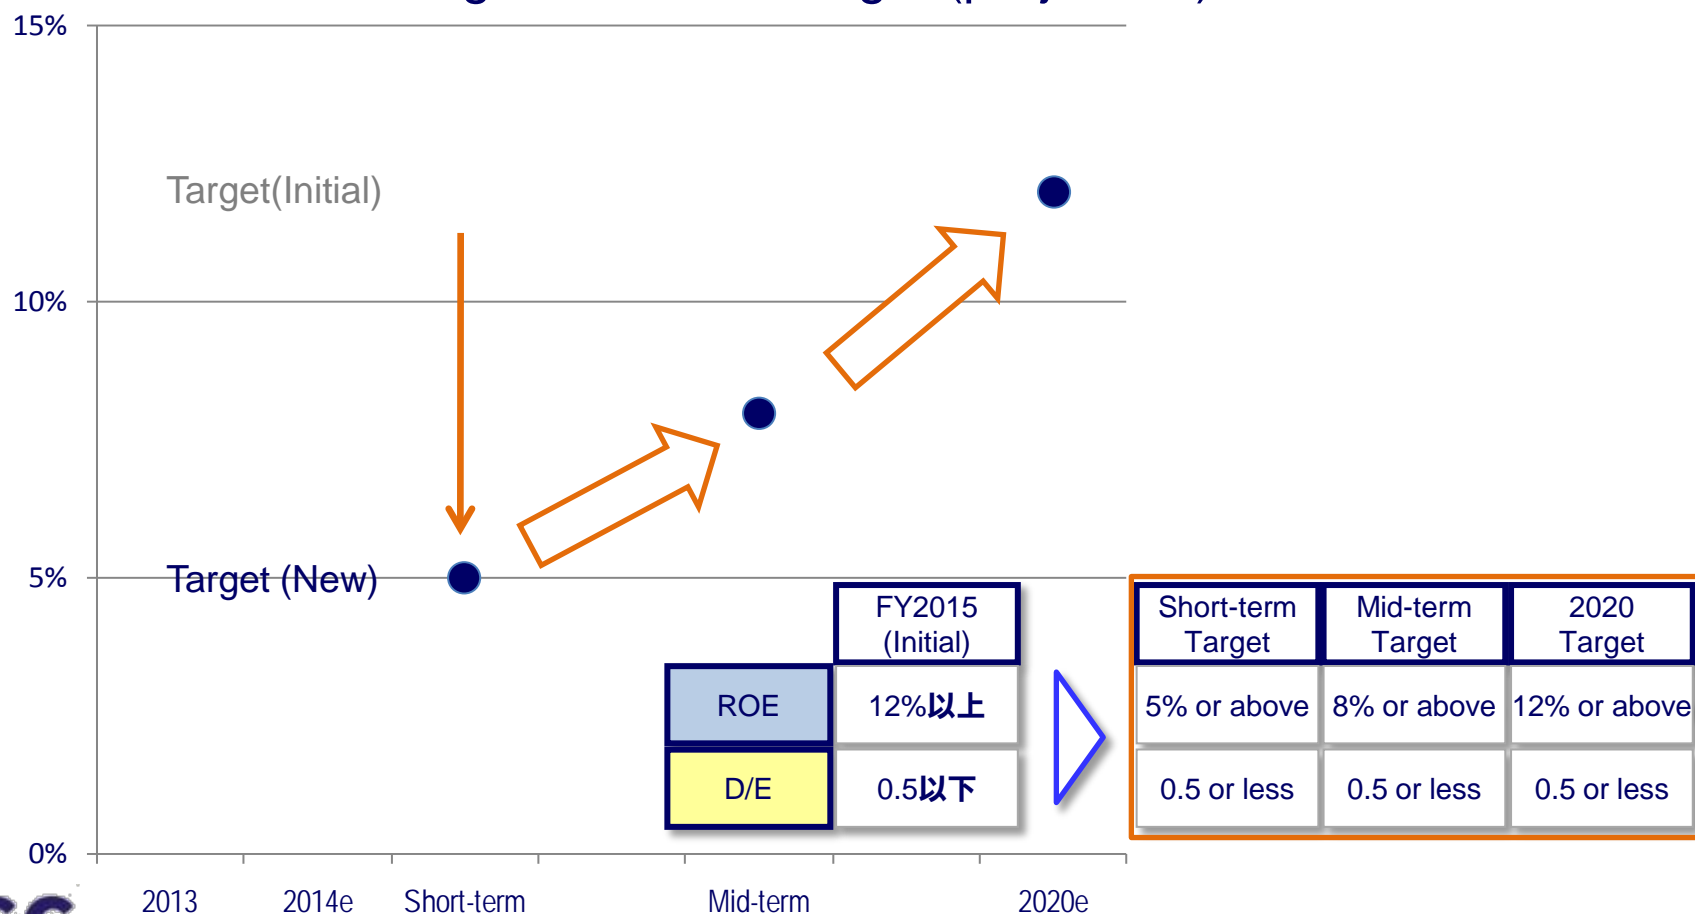 15%
Target(Initial)
10%
5%
Target (New)
FY2015
(Initial)
Short-term
Target
Mid-term
Target
2020
Target
ROE
12%以上
5% or above
8% or above
12% or above
D/E
0.5以下
0.5 or less
0.5 or less
0.5 or less
0%
2013
2014e
Short-term
Mid-term
2020e